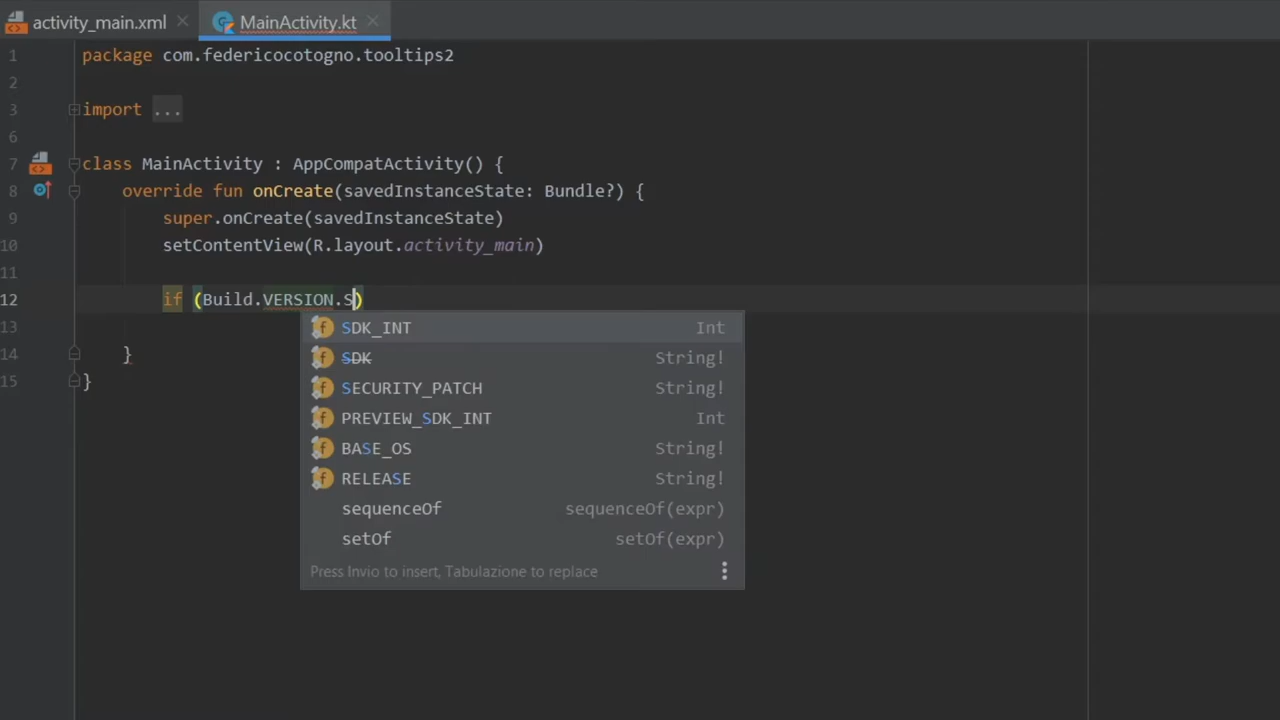 activity_main.xml MainActivity.kt
1 package com.federicocotogno.tooltips2
2
3 import ...
6
7 class MainActivity : AppCompatActivity() {
8 override fun onCreate(savedInstanceState: Bundle?) {
9 super.onCreate(savedInstanceState)
10 setContentView(R.layout.activity_main)
11
12 if (Build.VERSION.S)
13
14 }
15 }
SDK_INT Int
SDK String!
SECURITY_PATCH String!
PREVIEW_SDK_INT Int
BASE_OS String!
RELEASE String!
sequenceOf sequenceOf(expr)
setOf setOf(expr)
Press Invio to insert, Tabulazione to replace